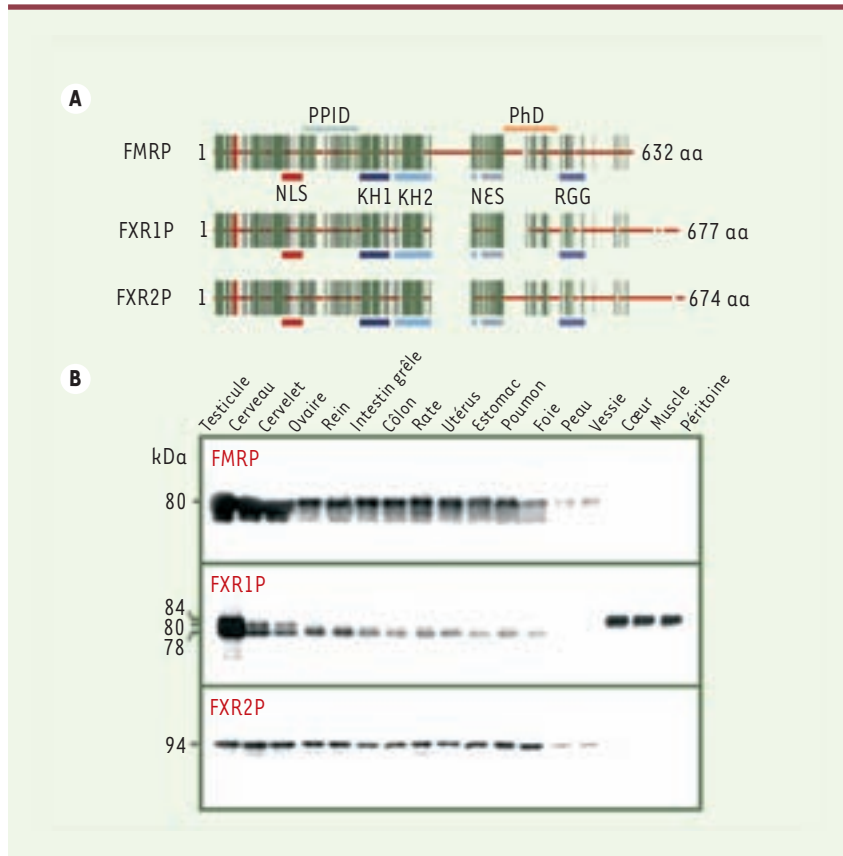 A
PPID PhD
FMRP 1 632 aa
NLS KH1 KH2 NES RGG
FXR1P 1 677 aa
FXR2P 1 674 aa
B
Testicule Cerveau Cervelet Ovaire Rein Intestin grêle Côlon Rate Utérus Estomac Poumon Foie Peau Vessie Cœur Muscle Péritoine
kDa FMRP
80
FXR1P
84
80
78
FXR2P
94